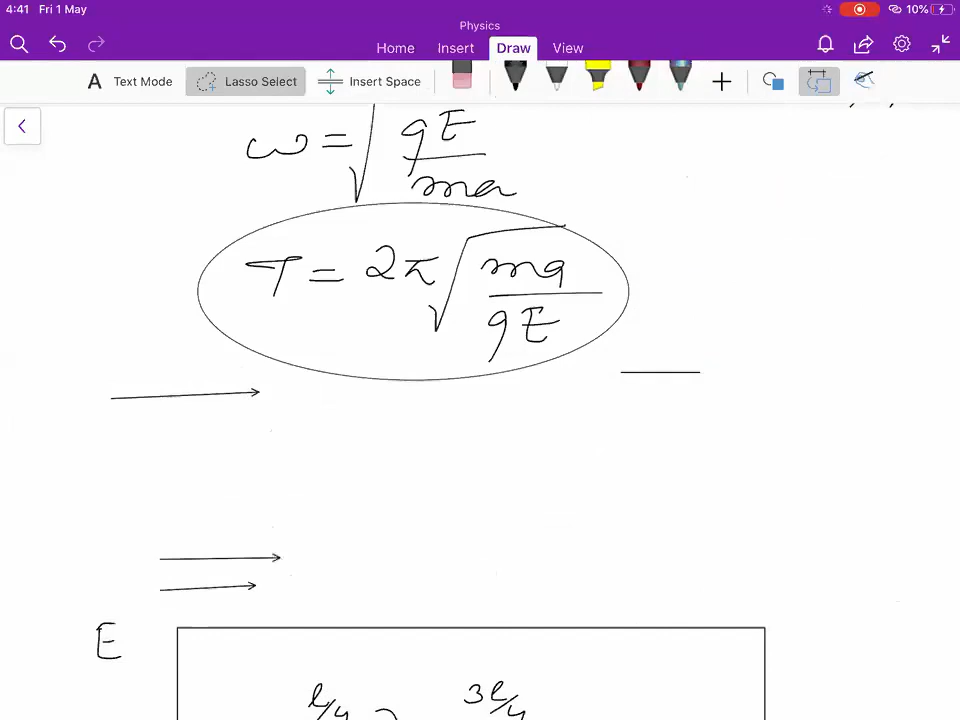 4:41 Fri 1 May 10%
Physics
Home Insert Draw View
A Text Mode Lasso Select Insert Space
ω = √ qE
ma
T = 2π √ ma
qE
E
l/4 3l/4